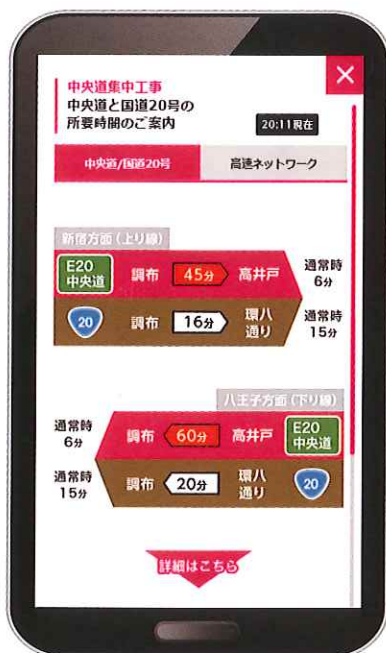 ×
中央道集中工事
中央道と国道20号の
所要時間のご案内
20:11現在
中央道/国道20号
高速ネットワーク
新宿方面(上り線)
E20
中央道
調布
45分
高井戸
通常時
6分
20
調布
16分
環八
通り
通常時
15分
八王子方面(下り線)
通常時
6分
調布
60分
高井戸
E20
中央道
通常時
15分
調布
20分
環八
通り
20
詳細はこちら